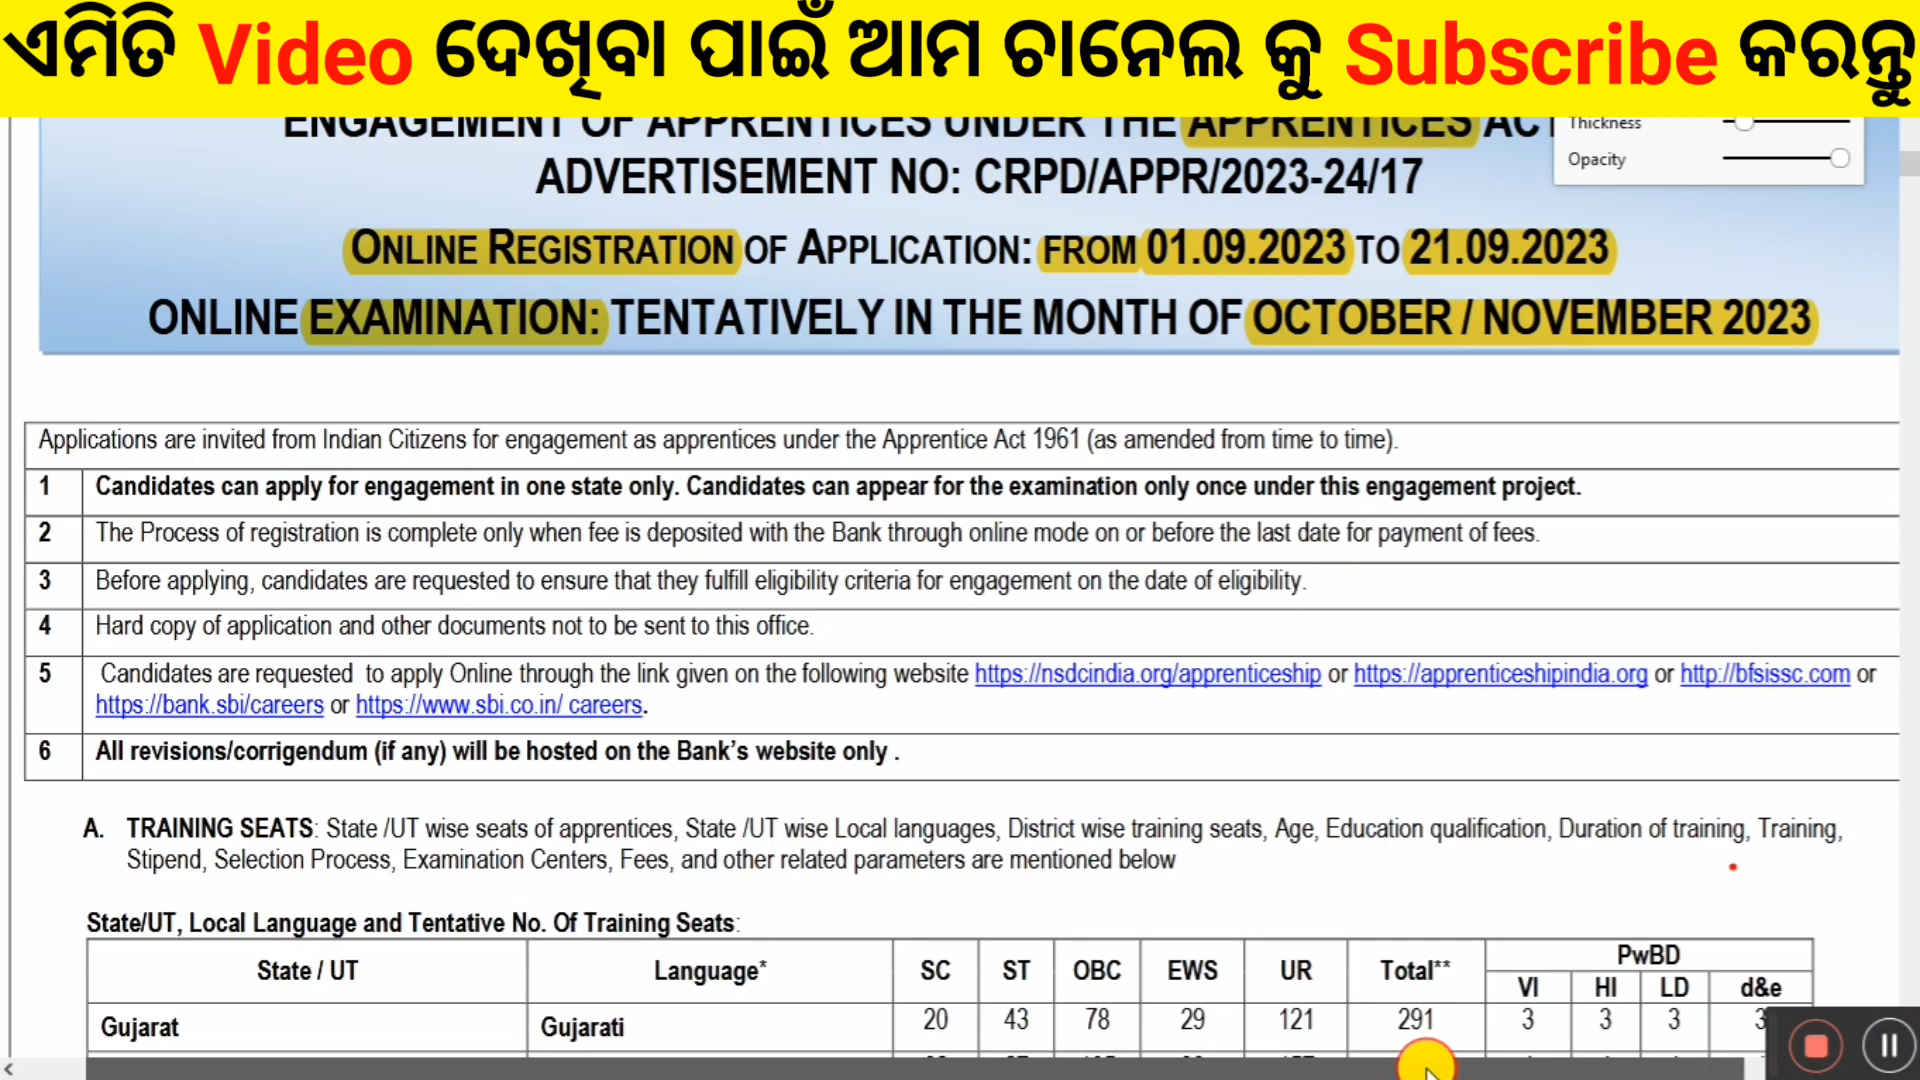 ଏମିତି Video ଦେଖିବା ପାଇଁ ଆମ ଚାନେଲ କୁ Subscribe କରନ୍ତୁ
ENGAGEMENT OF APPRENTICES UNDER THE APPRENTICES ACT
Thickness
Opacity
ADVERTISEMENT NO: CRPD/APPR/2023-24/17
ONLINE REGISTRATION OF APPLICATION: FROM 01.09.2023 TO 21.09.2023
ONLINE EXAMINATION: TENTATIVELY IN THE MONTH OF OCTOBER / NOVEMBER 2023
Applications are invited from Indian Citizens for engagement as apprentices under the Apprentice Act 1961 (as amended from time to time).
1 Candidates can apply for engagement in one state only. Candidates can appear for the examination only once under this engagement project.
2 The Process of registration is complete only when fee is deposited with the Bank through online mode on or before the last date for payment of fees.
3 Before applying, candidates are requested to ensure that they fulfill eligibility criteria for engagement on the date of eligibility.
4 Hard copy of application and other documents not to be sent to this office.
5 Candidates are requested to apply Online through the link given on the following website https://nsdcindia.org/apprenticeship or https://apprenticeshipindia.org or http://bfsissc.com or
https://bank.sbi/careers or https://www.sbi.co.in/ careers.
6 All revisions/corrigendum (if any) will be hosted on the Bank's website only .
A. TRAINING SEATS: State /UT wise seats of apprentices, State /UT wise Local languages, District wise training seats, Age, Education qualification, Duration of training, Training,
Stipend, Selection Process, Examination Centers, Fees, and other related parameters are mentioned below
State/UT, Local Language and Tentative No. Of Training Seats:
State / UT Language* SC ST OBC EWS UR Total** PwBD
VI HI LD d&e
Gujarat Gujarati 20 43 78 29 121 291 3 3 3 3